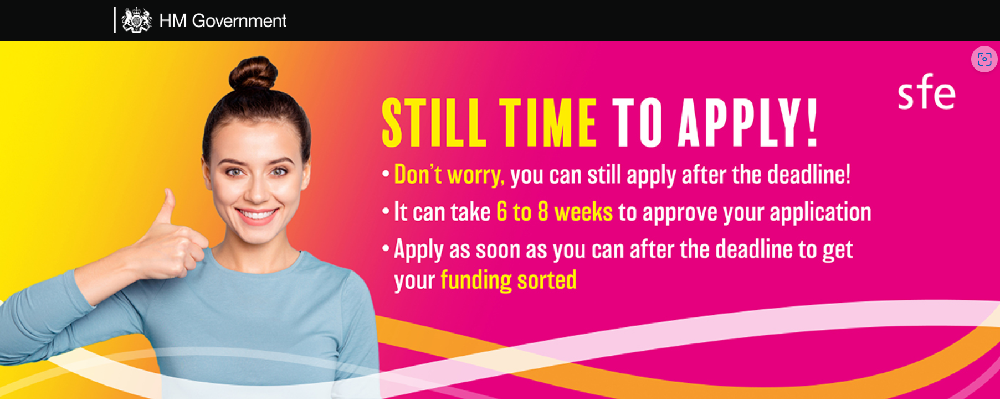 HM Government
sfe
STILL TIME TO APPLY!
• Don't worry, you can still apply after the deadline!
• It can take 6 to 8 weeks to approve your application
• Apply as soon as you can after the deadline to get
your funding sorted